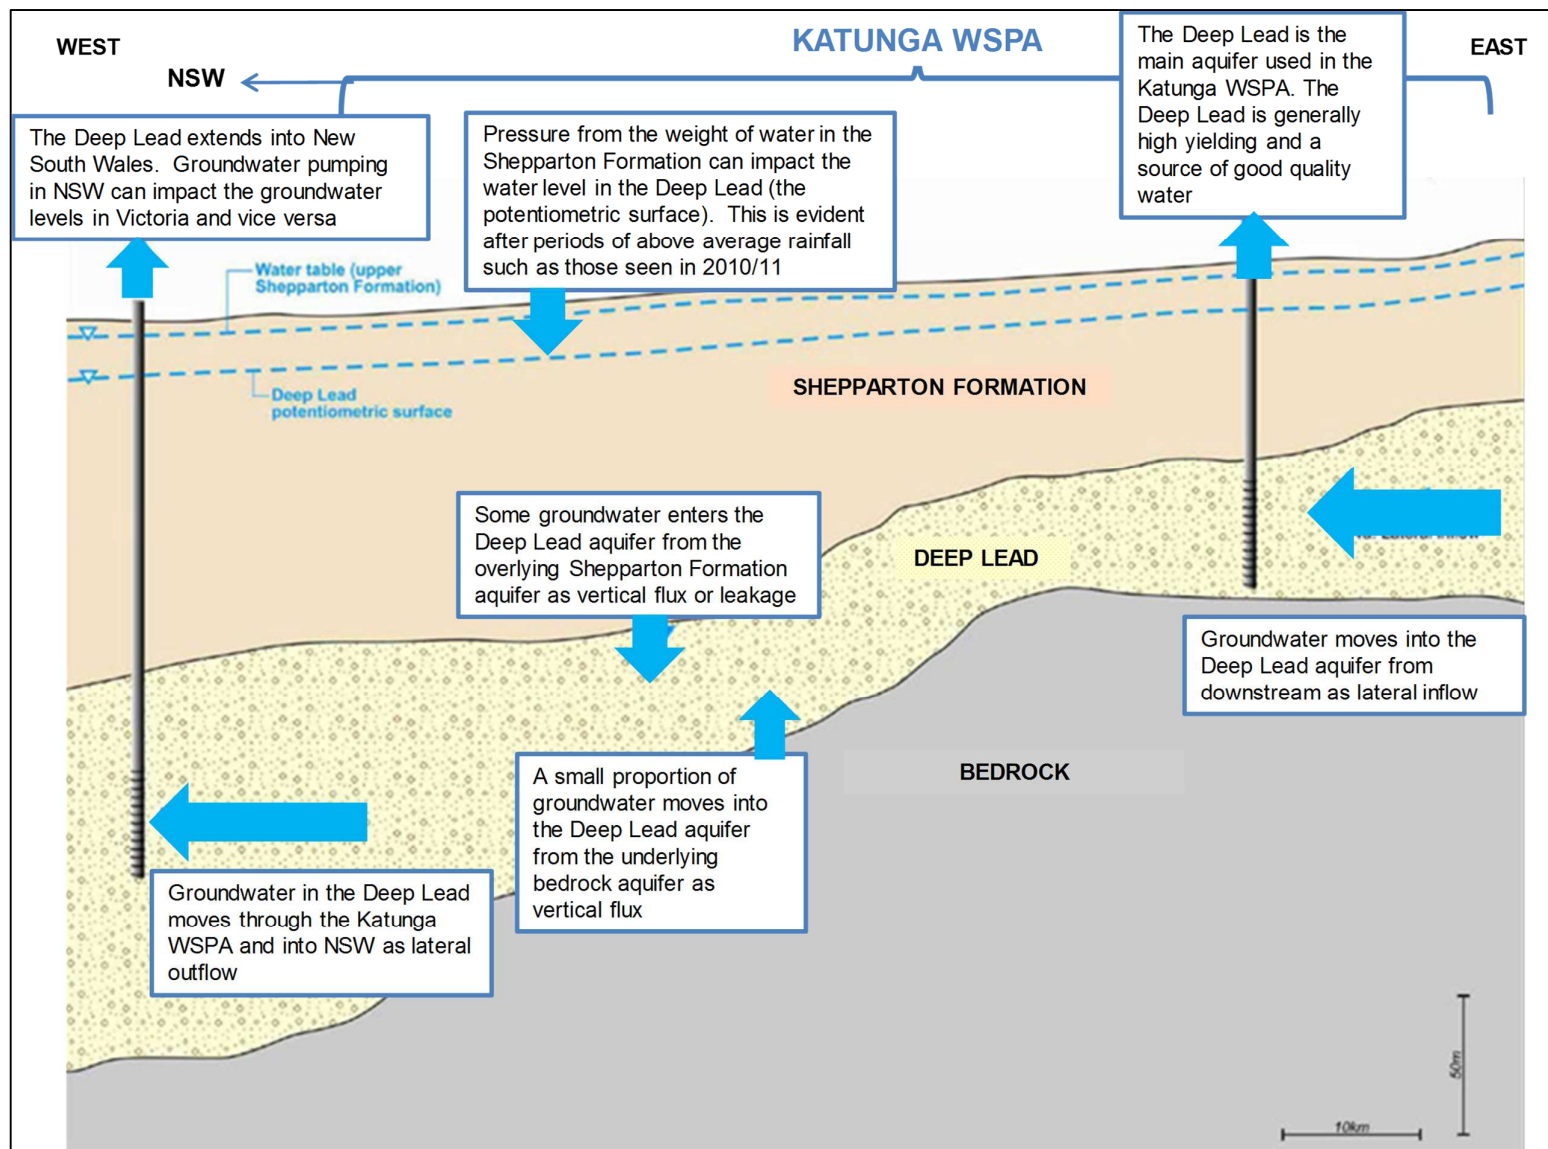 WEST
KATUNGA WSPA
EAST
NSW
The Deep Lead extends into New
South Wales. Groundwater pumping
in NSW can impact the groundwater
levels in Victoria and vice versa
Pressure from the weight of water in the
Shepparton Formation can impact the
water level in the Deep Lead (the
potentiometric surface). This is evident
after periods of above average rainfall
such as those seen in 2010/11
The Deep Lead is the
main aquifer used in the
Katunga WSPA. The
Deep Lead is generally
high yielding and a
source of good quality
water
Water table (upper
Shepparton Formation)
Deep Lead
potentiometric surface
SHEPPARTON FORMATION
Some groundwater enters the
Deep Lead aquifer from the
overlying Shepparton Formation
aquifer as vertical flux or leakage
DEEP LEAD
Groundwater moves into the
Deep Lead aquifer from
downstream as lateral inflow
BEDROCK
A small proportion of
groundwater moves into
the Deep Lead aquifer
from the underlying
bedrock aquifer as
vertical flux
Groundwater in the Deep Lead
moves through the Katunga
WSPA and into NSW as lateral
outflow
50m
10km